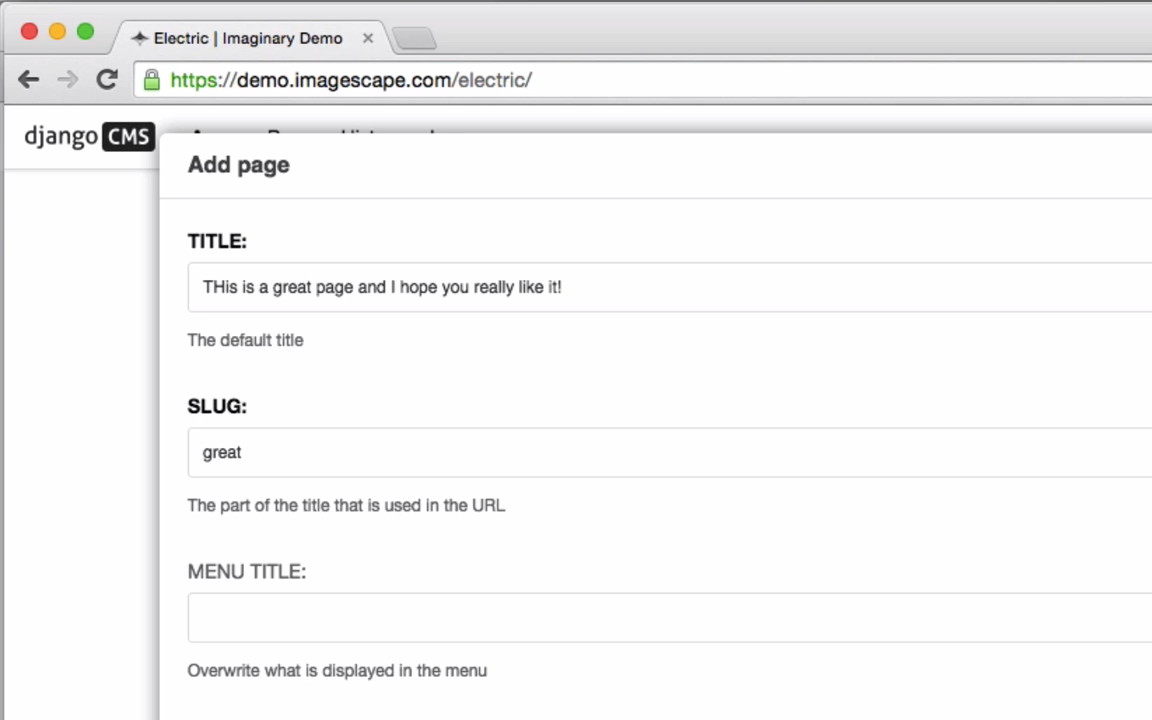 Electric | Imaginary Demo
https://demo.imagescape.com/electric/
django CMS
Add page
TITLE:
THis is a great page and I hope you really like it!
The default title
SLUG:
great
The part of the title that is used in the URL
MENU TITLE:
Overwrite what is displayed in the menu